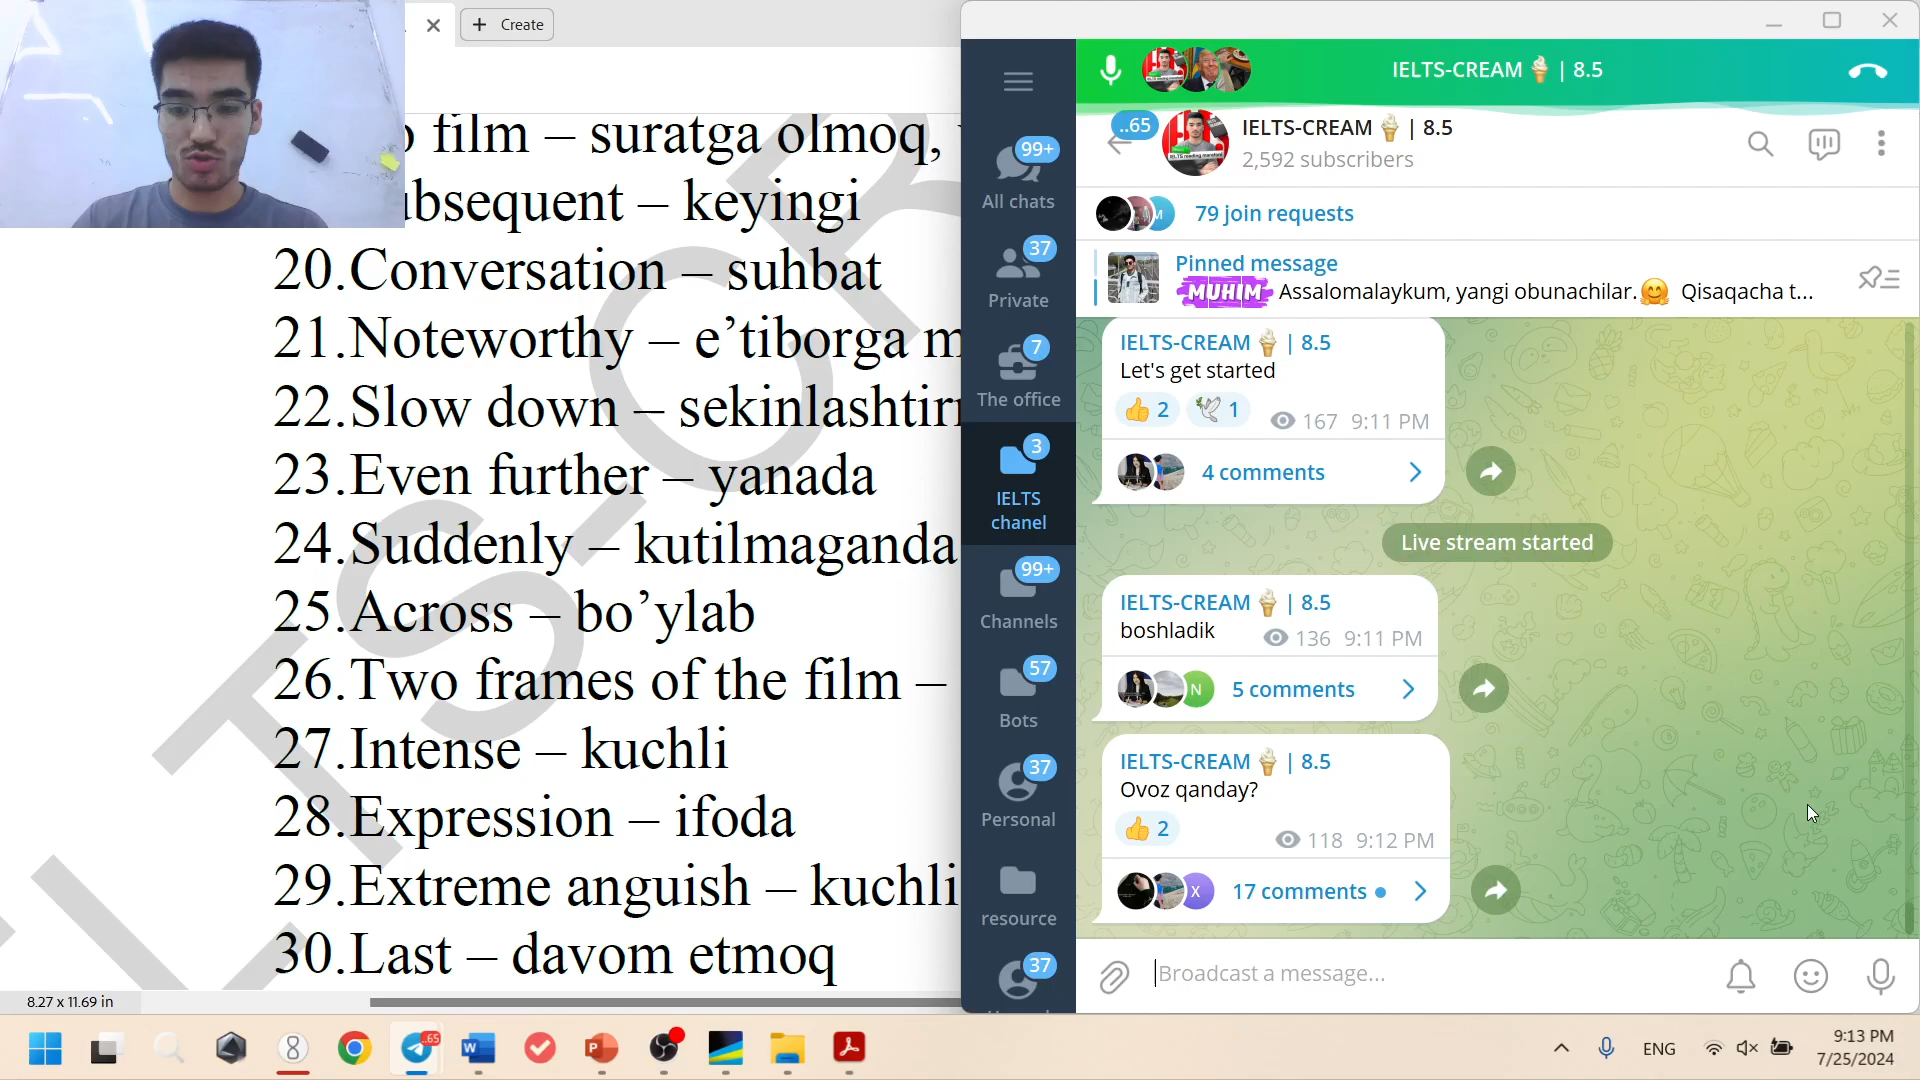 Create
film – suratga olmoq,
bsequent – keyingi
20.Conversation – suhbat
21.Noteworthy – e’tiborga
22.Slow down –
23.Even further – yanada
24.Suddenly – kutilmaganda
25.Across – bo’ylab
26.Two frames of the film –
27.Intense – kuchli
28.Expression – ifoda
29.Extreme anguish – kuchli
30.Last – davom etmoq
8.27 x 11.69 in
99+
All chats
37
Private
7
The office
3
IELTS
chanel
99+
Channels
57
Bots
37
Personal
resource
37
IELTS-CREAM | 8.5
..65
IELTS-CREAM | 8.5
2,592 subscribers
M
79 join requests
Pinned message
MUHIM Assalomalaykum, yangi obunachilar. Qisaqacha t...
IELTS-CREAM | 8.5
Let's get started
2 1 167 9:11 PM
4 comments
Live stream started
IELTS-CREAM | 8.5
boshladik 136 9:11 PM
N 5 comments
IELTS-CREAM | 8.5
Ovoz qanday?
2 118 9:12 PM
X 17 comments
Broadcast a message...
..65
ENG
9:13 PM
7/25/2024